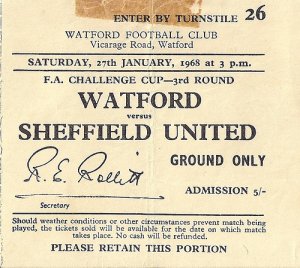 ENTER BY TURNSTILE 26
WATFORD FOOTBALL CLUB
Vicarage Road, Watford
SATURDAY, 27th JANUARY, 1968 at 3 p.m.
F.A. CHALLENGE CUP—3rd ROUND
WATFORD
versus
SHEFFIELD UNITED
R. E. Rollitt
GROUND ONLY
ADMISSION 5/-
Secretary
Should weather conditions or other circumstances prevent match being
played, the tickets sold will be available for the date on which match
takes place. No cash will be refunded.
PLEASE RETAIN THIS PORTION